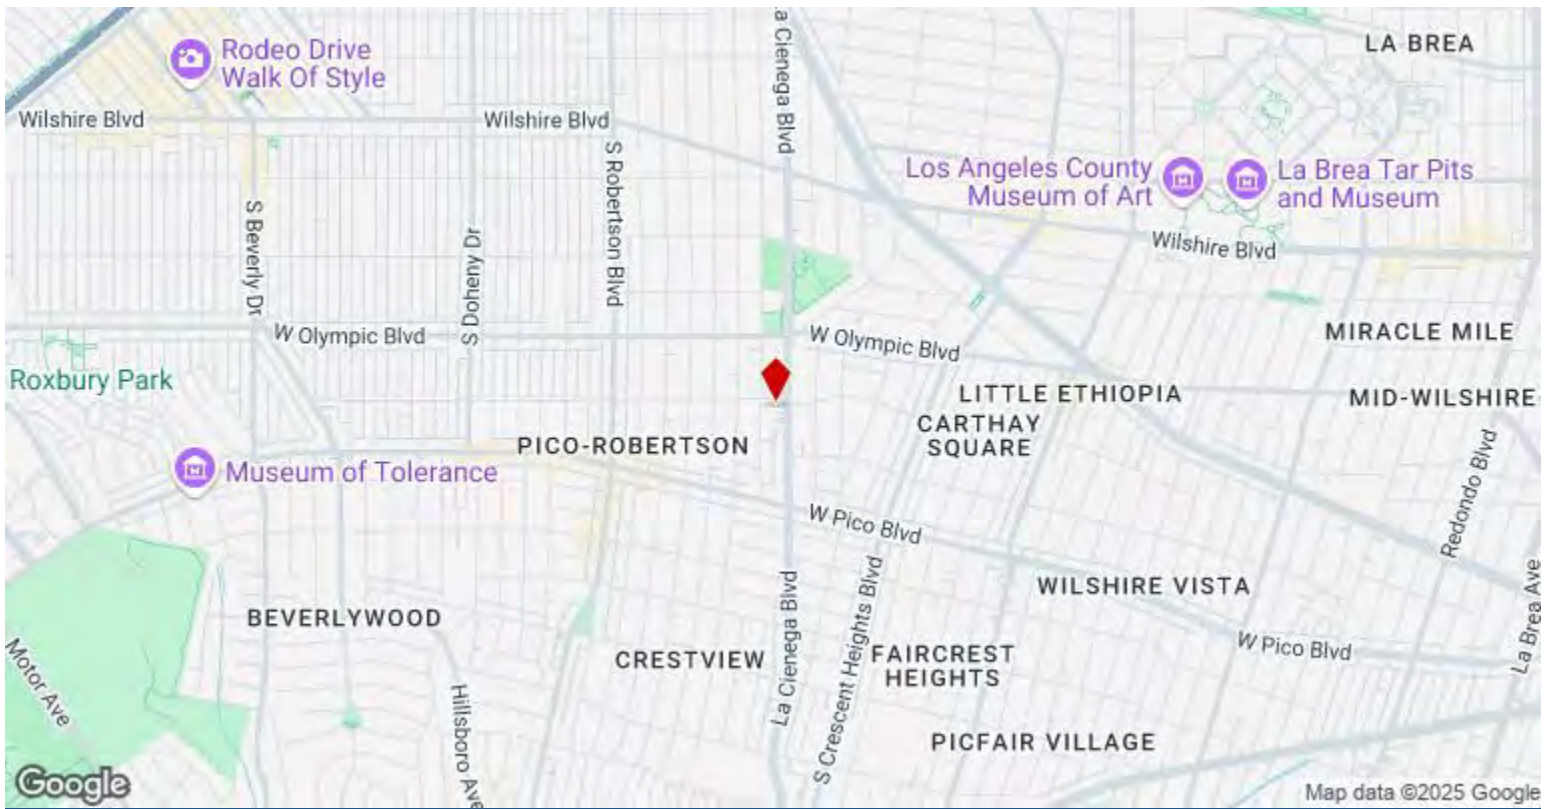 a Cienega Blvd
LA BREA
Rodeo Drive
Walk Of Style
Wilshire Blvd
Wilshire Blvd
S Robertson Blvd
Los Angeles County
Museum of Art
La Brea Tar Pits
and Museum
S Beverly Dr
S Doheny Dr
Wilshire Blvd
W Olympic Blvd
W Olympic Blvd
MIRACLE MILE
Roxbury Park
LITTLE ETHIOPIA
MID-WILSHIRE
CARTHAY
SQUARE
PICO-ROBERTSON
Museum of Tolerance
Redondo Blvd
W Pico Blvd
La Cienega Blvd
S Crescent Heights Blvd
WILSHIRE VISTA
La Brea Ave
BEVERLYWOOD
W Pico Blvd
Motor Ave
CRESTVIEW
FAIRCREST
HEIGHTS
Hillsboro Ave
PICFAIR VILLAGE
Google
Map data ©2025 Google